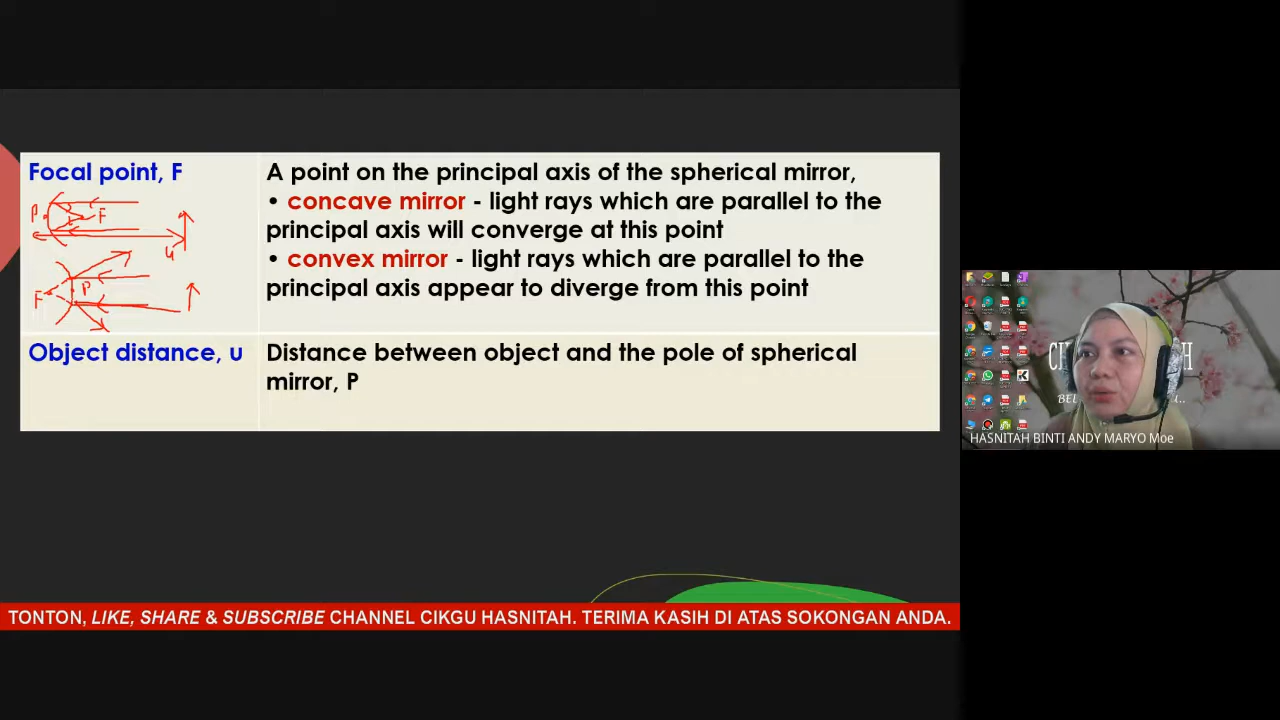 Focal point, F
A point on the principal axis of the spherical mirror,
• concave mirror - light rays which are parallel to the
principal axis will converge at this point
• convex mirror - light rays which are parallel to the
principal axis appear to diverge from this point
P
F
u
F
P
Object distance, u
Distance between object and the pole of spherical
mirror, P
HASNITAH BINTI ANDY MARYO Moe
TONTON, LIKE, SHARE & SUBSCRIBE CHANNEL CIKGU HASNITAH. TERIMA KASIH DI ATAS SOKONGAN ANDA.